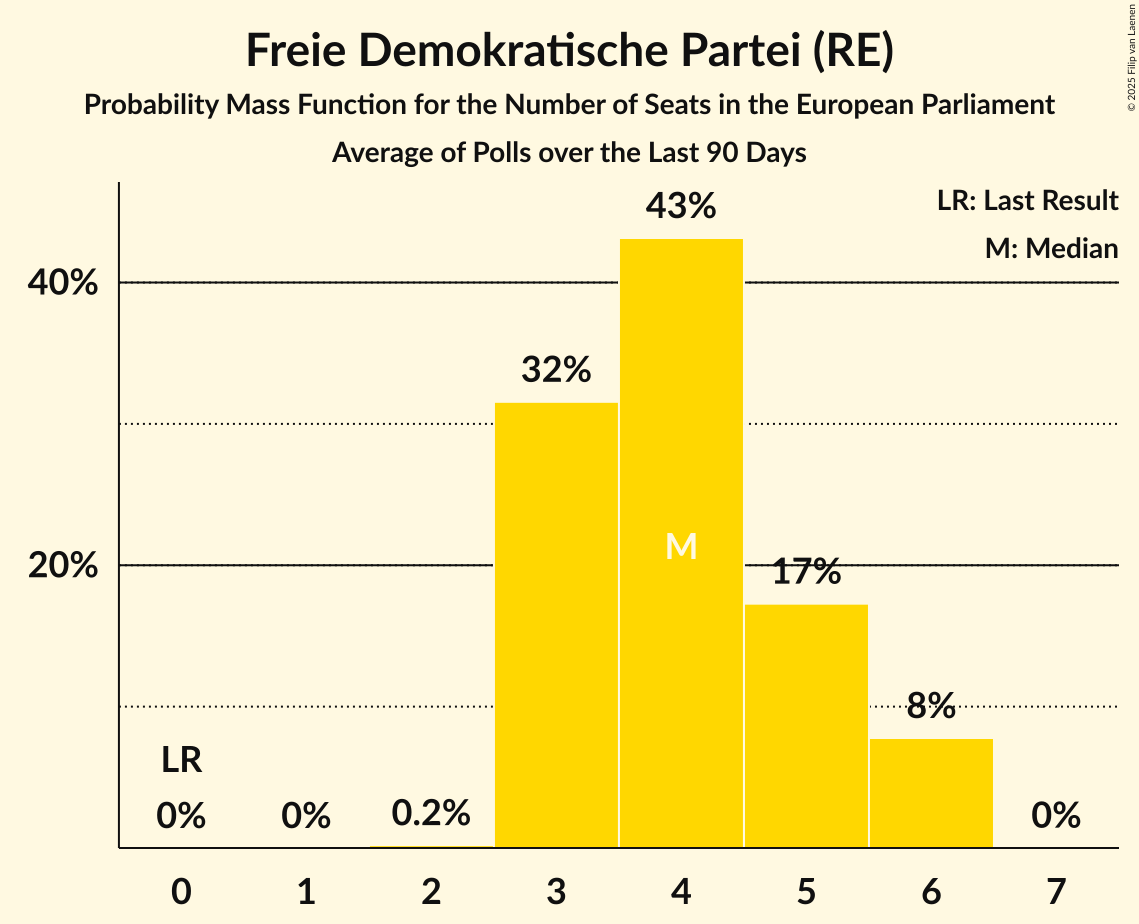 Freie Demokratische Partei (RE)
Probability Mass Function for the Number of Seats in the European Parliament
Average of Polls over the Last 90 Days
© 2025 Filip van Laenen
LR: Last Result
M: Median
43%
40%
32%
M
20%
17%
8%
LR
0%
0%
0.2%
0%
0 1 2 3 4 5 6 7